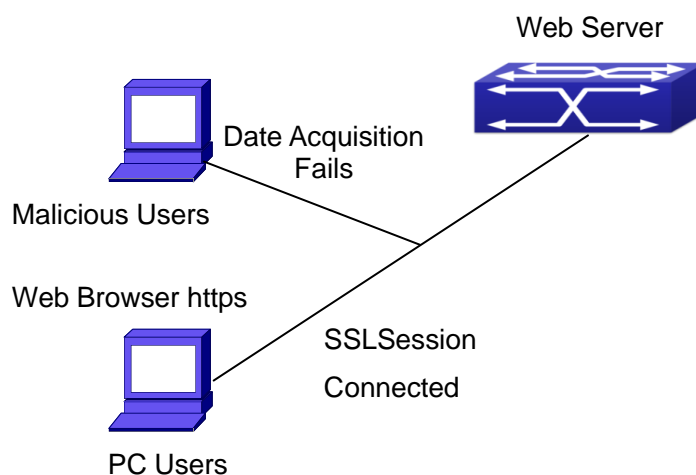 Web Server
Date Acquisition
Fails
Malicious Users
Web Browser https
SSLSession
Connected
PC Users